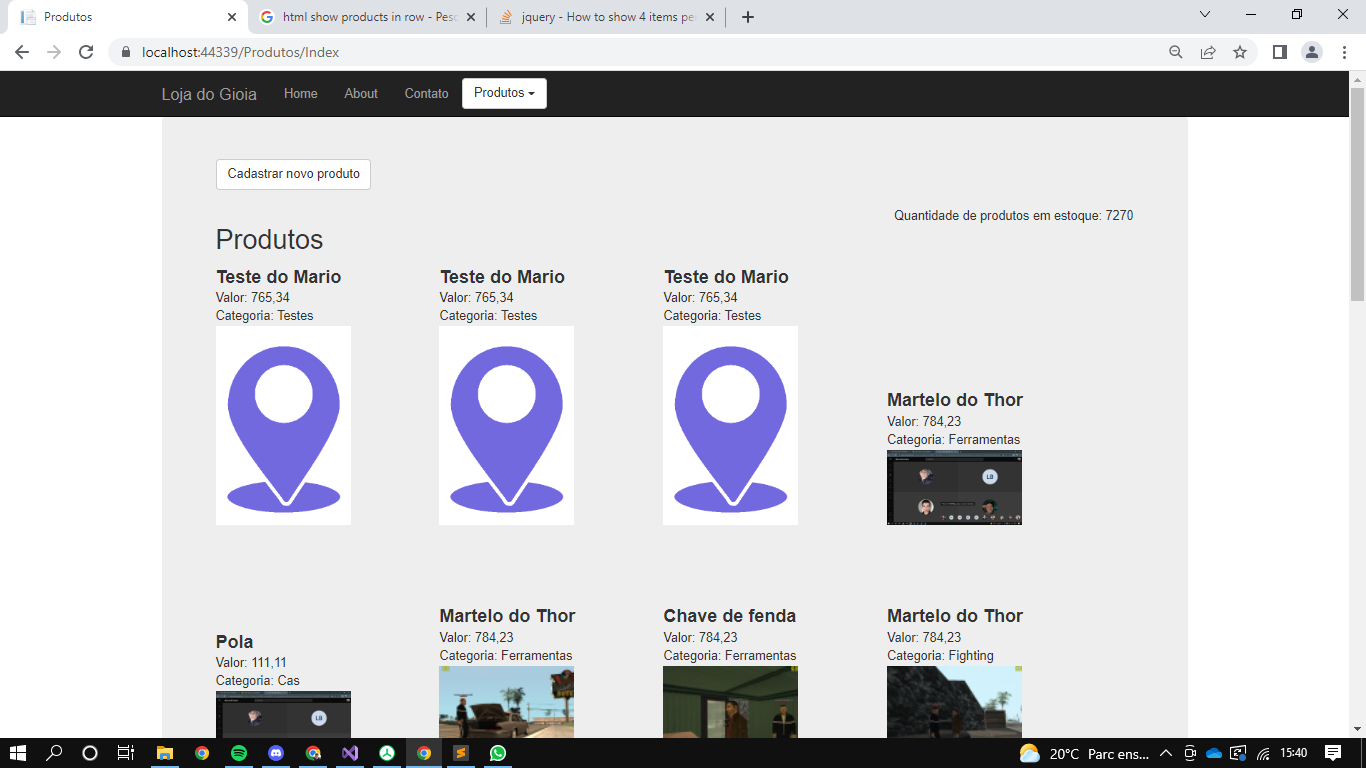 Produtos
html show products in row - Pesc
jquery - How to show 4 items pe
localhost:44339/Produtos/Index
Loja do Gioia Home About Contato Produtos
Cadastrar novo produto
Quantidade de produtos em estoque: 7270
Produtos
Teste do Mario
Valor: 765,34
Categoria: Testes
Teste do Mario
Valor: 765,34
Categoria: Testes
Teste do Mario
Valor: 765,34
Categoria: Testes
Martelo do Thor
Valor: 784,23
Categoria: Ferramentas
LB
Pola
Valor: 111,11
Categoria: Cas
LB
Martelo do Thor
Valor: 784,23
Categoria: Ferramentas
Chave de fenda
Valor: 784,23
Categoria: Ferramentas
Martelo do Thor
Valor: 784,23
Categoria: Fighting
20°C Parc ens... 15:40